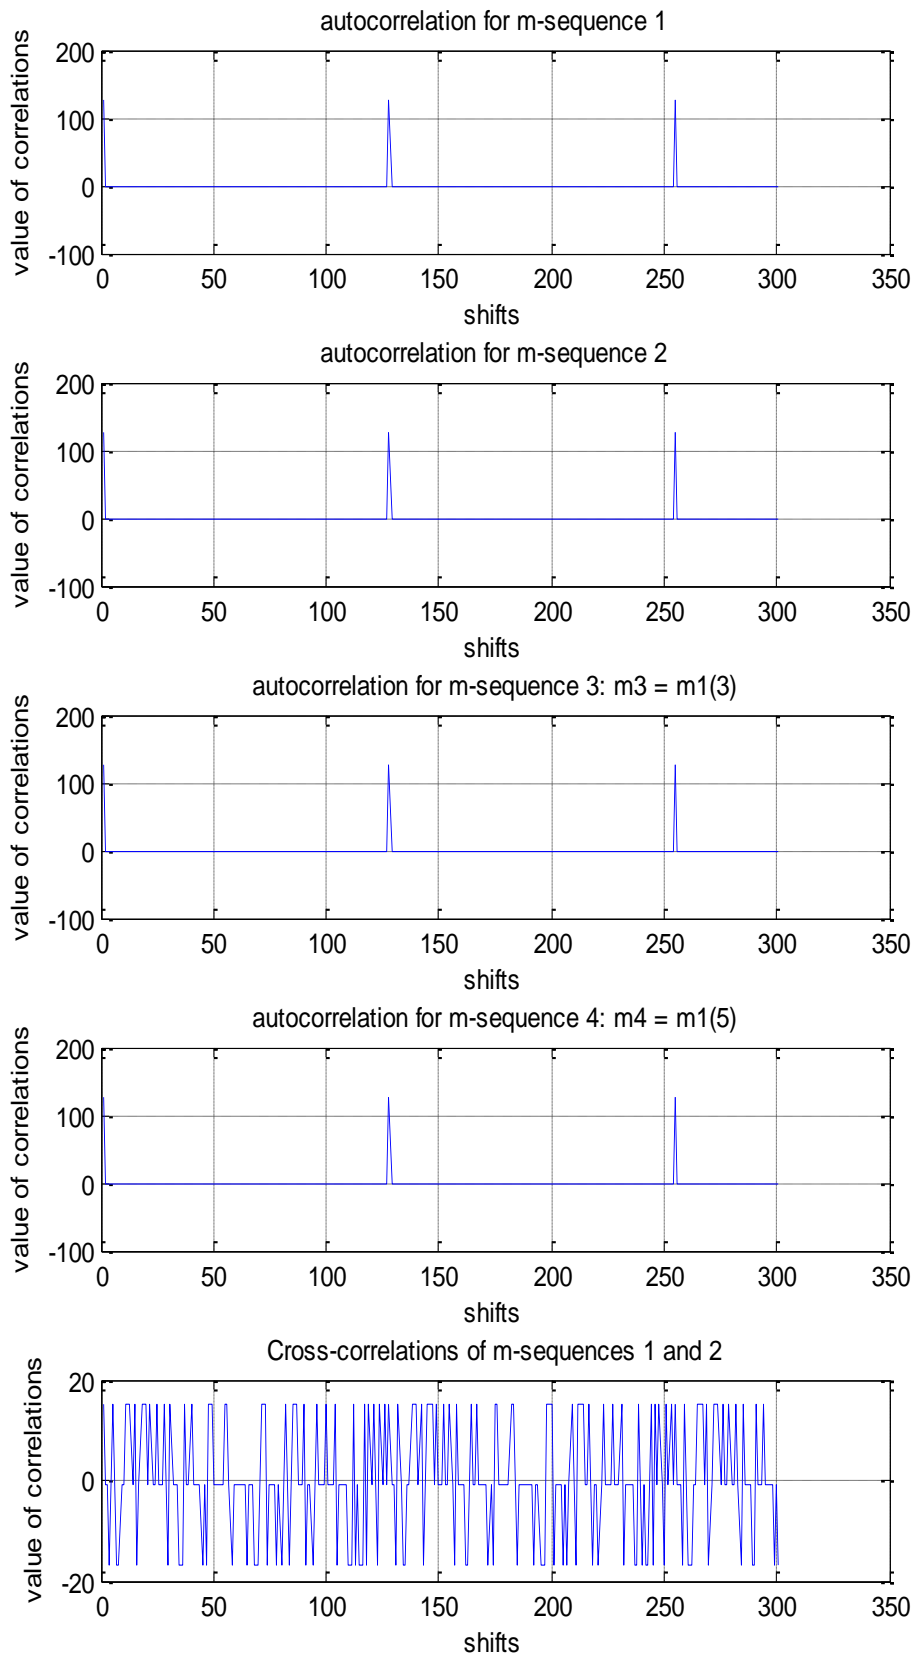 autocorrelation for m-sequence 1
200
100
0
-100
value of correlations
0 50 100 150 200 250 300 350
shifts
autocorrelation for m-sequence 2
200
100
0
-100
value of correlations
0 50 100 150 200 250 300 350
shifts
autocorrelation for m-sequence 3: m3 = m1(3)
200
100
0
-100
value of correlations
0 50 100 150 200 250 300 350
shifts
autocorrelation for m-sequence 4: m4 = m1(5)
200
100
0
-100
value of correlations
0 50 100 150 200 250 300 350
shifts
Cross-correlations of m-sequences 1 and 2
20
0
-20
value of correlations
0 50 100 150 200 250 300 350
shifts